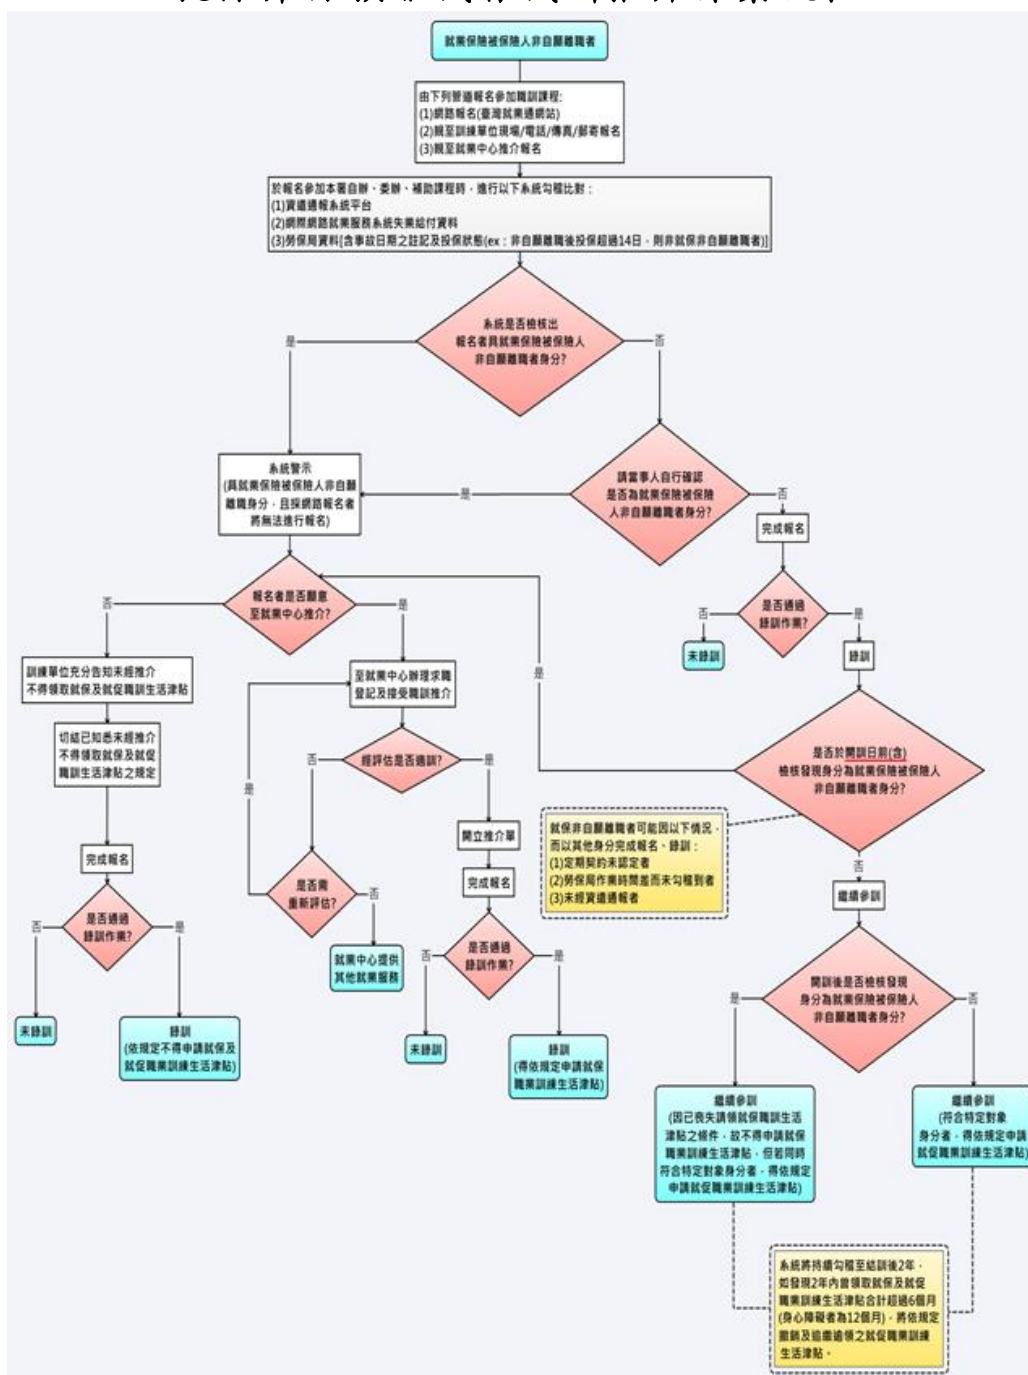 就業保險被保險人非自願離職者
由下列管道報名參加職訓課程:
(1)網路報名(臺灣就業通網站)
(2)親至訓練單位現場/電話/傳真/郵寄報名
(3)親至就業中心推介報名
於報名參加本署自辦、委辦、補助課程時，進行以下系統勾稽比對：
(1)資遣通報系統平台
(2)網際網路就業服務系統失業給付資料
(3)勞保局資料[含事故日期之註記及投保狀態(ex：非自願離職後投保超過14日，則非就保非自願離職者)]
系統是否檢核出
報名者具就業保險被保險人
非自願離職者身分?
是
否
系統警示
(具就業保險被保險人非自願
離職身分，且採網路報名者
將無法進行報名)
是
請當事人自行確認
是否為就業保險被保險
人非自願離職者身分?
否
完成報名
報名者是否願意
至就業中心推介?
否
是
是否通過
錄訓作業?
否
是
未錄訓
錄訓
訓練單位充分告知未經推介
不得領取就保及就促職訓生活津貼
至就業中心辦理求職
登記及接受職訓推介
是
切結已知悉未經推介
不得領取就保及就促
職訓生活津貼之規定
經評估是否適訓?
否
是
是
是否於開訓日前(含)
檢核發現身分為就業保險被保險人
非自願離職者身分?
開立推介單
就保非自願離職者可能因以下情況，
而以其他身分完成報名、錄訓：
(1)定期契約未認定者
(2)勞保局作業時間差而未勾稽到者
(3)未經資遣通報者
否
完成報名
是否需
重新評估?
否
完成報名
繼續參訓
是否通過
錄訓作業?
否
是
就業中心提供
其他就業服務
是否通過
錄訓作業?
否
是
開訓後是否檢核發現
身分為就業保險被保險人
非自願離職者身分?
是
否
未錄訓
錄訓
(依規定不得申請就保及
就促職業訓練生活津貼)
未錄訓
錄訓
(得依規定申請就保
職業訓練生活津貼)
繼續參訓
(因已喪失請領就保職訓生活
津貼之條件，故不得申請就保
職業訓練生活津貼，但若同時
符合特定對象身分者，得依規定
申請就促職業訓練生活津貼)
繼續參訓
(符合特定對象
身分者，得依規定申請
就促職業訓練生活津貼)
系統將持續勾稽至結訓後2年，
如發現2年內曾領取就保及就促
職業訓練生活津貼合計超過6個月
(身心障礙者為12個月)，將依規定
撤銷及追繳逾領之就促職業訓練
生活津貼。